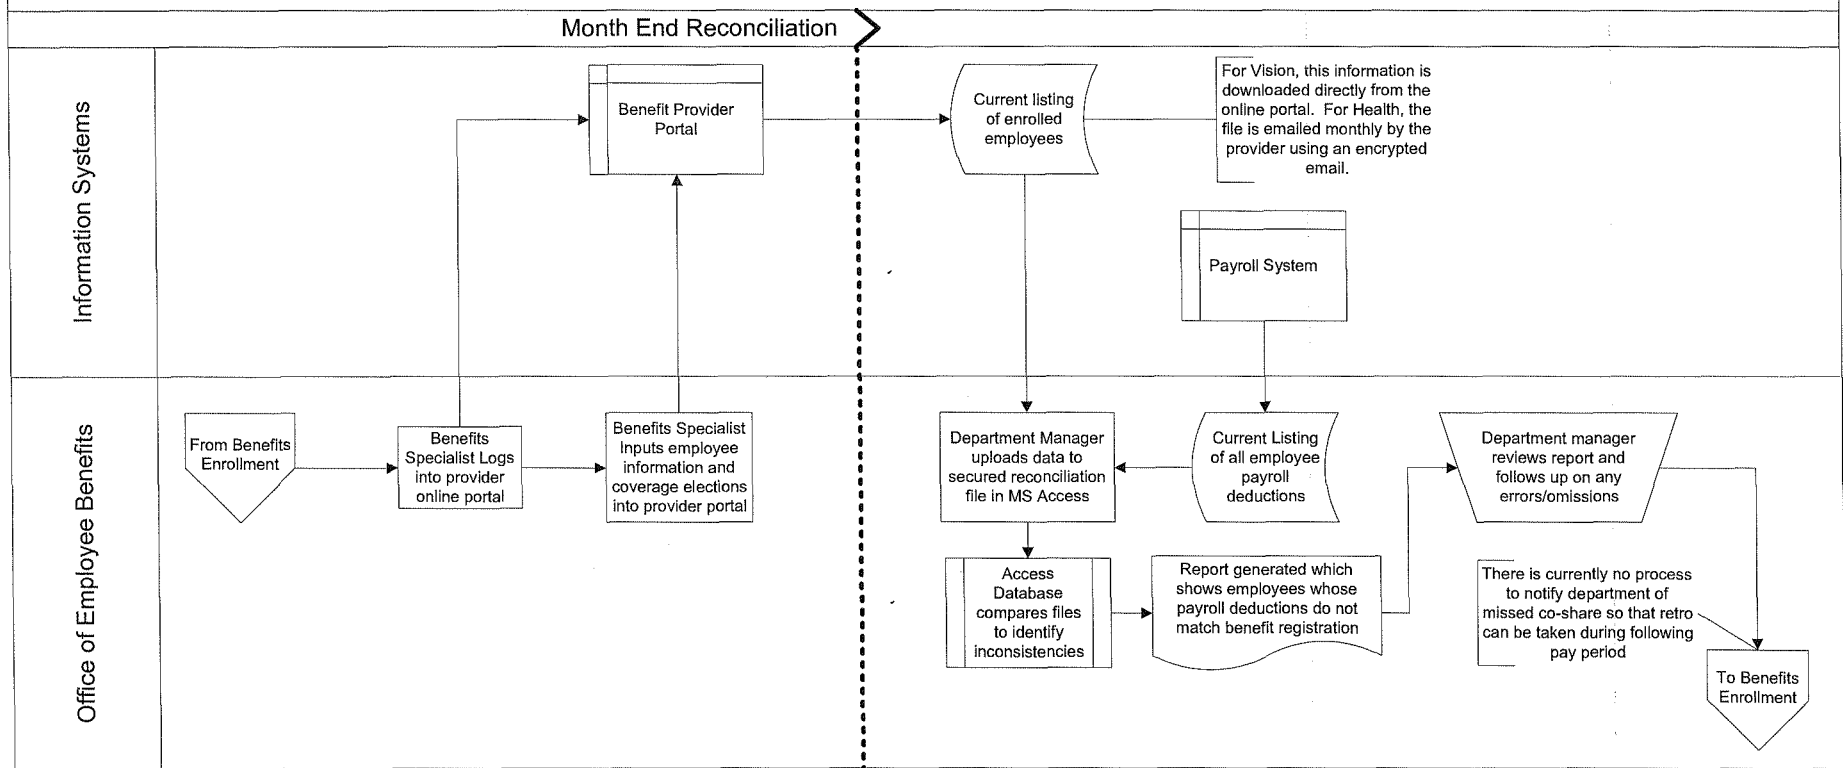 Month End Reconciliation
Information Systems
Benefit Provider
Portal
Current listing
of enrolled
employees
For Vision, this information is
downloaded directly from the
online portal. For Health, the
file is emailed monthly by the
provider using an encrypted
email.
Payroll System
Office of Employee Benefits
From Benefits
Enrollment
Benefits
Specialist Logs
into provider
online portal
Benefits Specialist
Inputs employee
information and
coverage elections
into provider portal
Department Manager
uploads data to
secured reconciliation
file in MS Access
Current Listing
of all employee
payroll
deductions
Department manager
reviews report and
follows up on any
errors/omissions
Access
Database
compares files
to identify
inconsistencies
Report generated which
shows employees whose
payroll deductions do not
match benefit registration
There is currently no process
to notify department of
missed co-share so that retro
can be taken during following
pay period
To Benefits
Enrollment